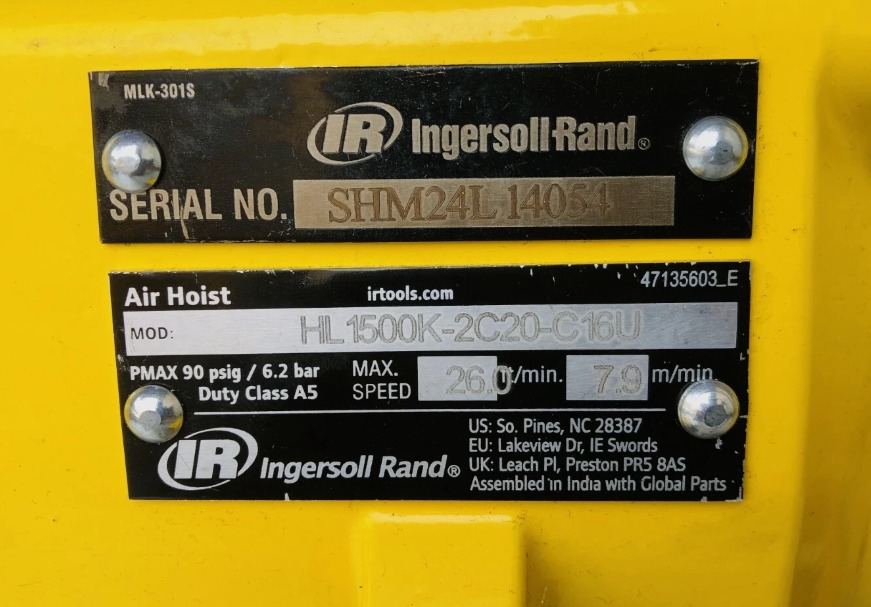 MLK-301S
IR Ingersoll-Rand®
SERIAL NO. SHM24L14054
47135603_E
Air Hoist irtools.com
MOD: HL1500K-2C20-C16U
PMAX 90 psig / 6.2 bar
Duty Class A5
MAX. SPEED 26.0 ft/min. 7.9 m/min.
IR Ingersoll Rand®
US: So. Pines, NC 28387
EU: Lakeview Dr, IE Swords
UK: Leach Pl, Preston PR5 8AS
Assembled in India with Global Parts